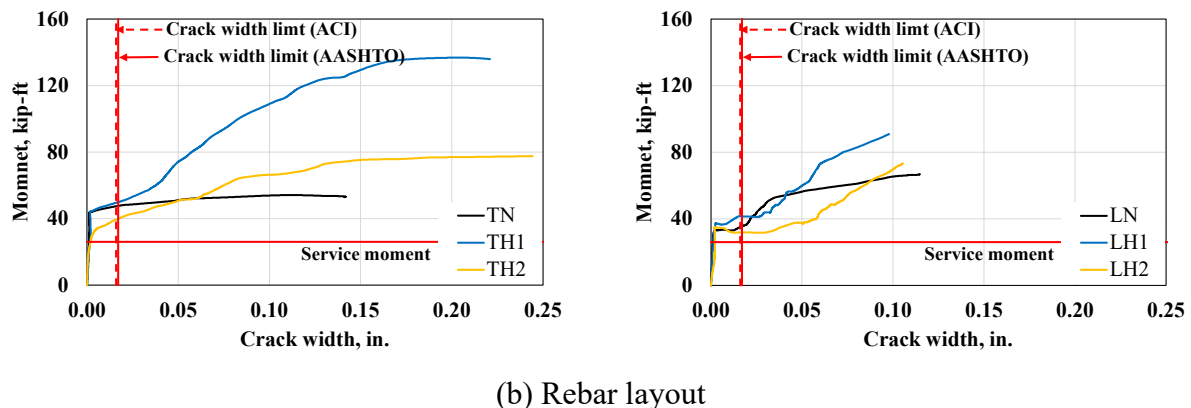 160
Crack width limt (ACI)
Crack width limit (AASHTO)
120
80
40
0
Momnet, kip-ft
TN
TH1
TH2
Service moment
0.00 0.05 0.10 0.15 0.20 0.25
Crack width, in.
160
Crack width limt (ACI)
Crack width limit (AASHTO)
120
80
40
0
Momnet, kip-ft
LN
LH1
LH2
Service moment
0.00 0.05 0.10 0.15 0.20 0.25
Crack width, in.
(b) Rebar layout